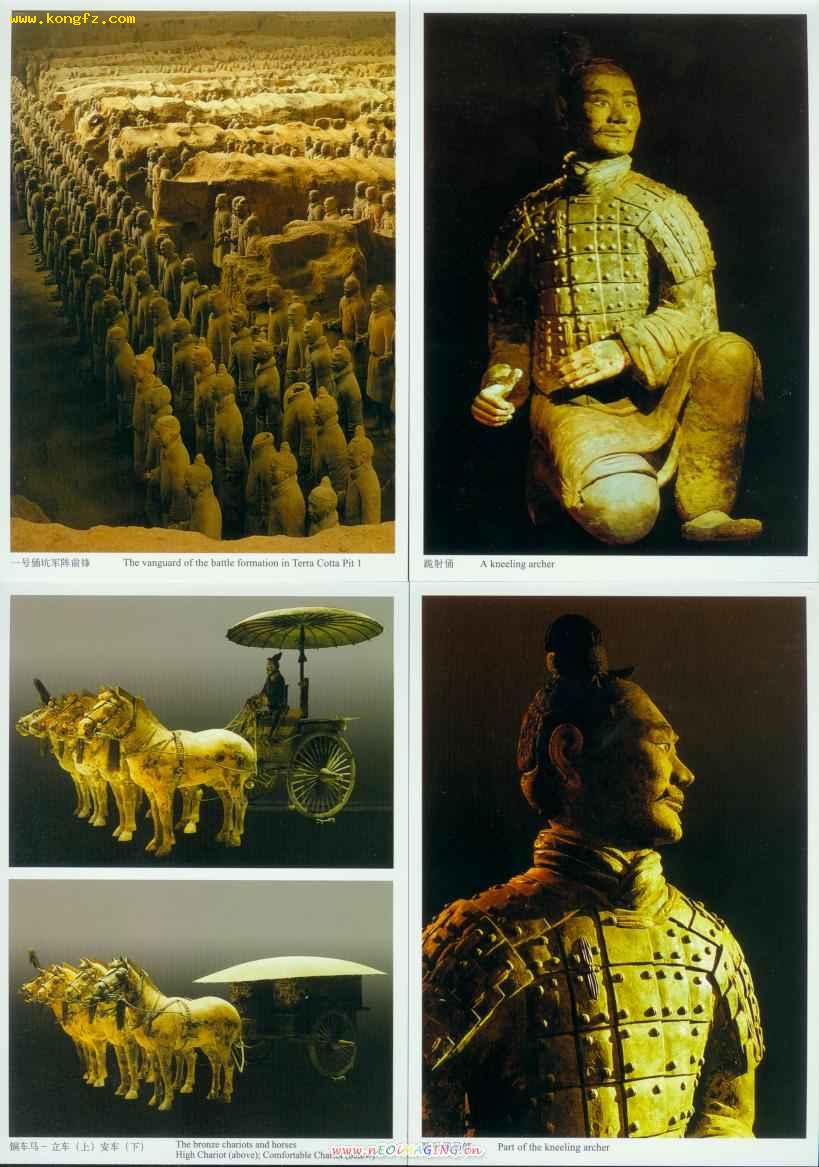 www.kongfz.com
一号俑坑军阵前锋 The vanguard of the battle formation in Terra Cotta Pit 1
跪射俑 A kneeling archer
铜车马－立车（上）安车（下） The bronze chariots and horses
High Chariot (above); Comfortable Chariot (below)
Part of the kneeling archer
www.NEOIMAGING.cn